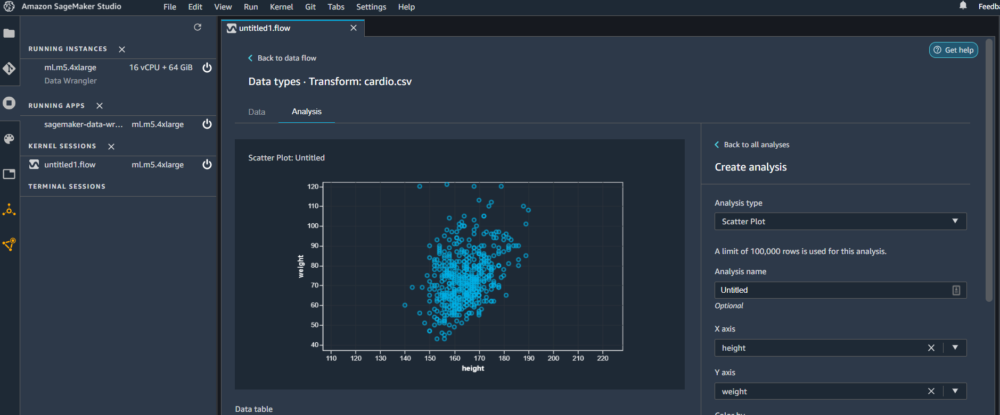 Amazon SageMaker Studio File Edit View Run Kernel Git Tabs Settings Help Feedba
RUNNING INSTANCES
ml.m5.4xlarge 16 vCPU + 64 GiB
Data Wrangler
RUNNING APPS
sagemaker-data-wr... ml.m5.4xlarge
KERNEL SESSIONS
untitled1.flow ml.m5.4xlarge
TERMINAL SESSIONS
untitled1.flow
Back to data flow
Get help
Data types · Transform: cardio.csv
Data Analysis
Scatter Plot: Untitled
120
110
100
90
80
70
60
50
40
weight
110 120 130 140 150 160 170 180 190 200 210 220
height
Data table
Back to all analyses
Create analysis
Analysis type
Scatter Plot
A limit of 100,000 rows is used for this analysis.
Analysis name
Untitled
Optional
X axis
height
Y axis
weight
Color by